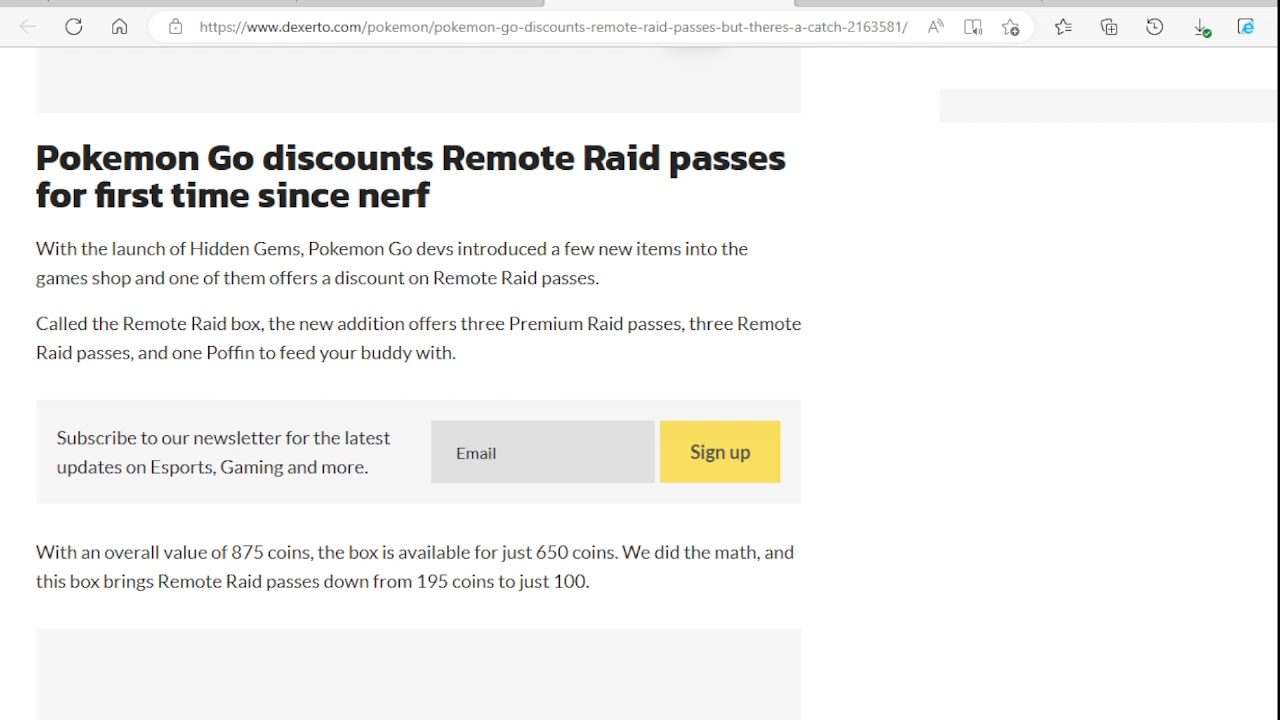 https://www.dexerto.com/pokemon/pokemon-go-discounts-remote-raid-passes-but-theres-a-catch-2163581/
Pokemon Go discounts Remote Raid passes
for first time since nerf
With the launch of Hidden Gems, Pokemon Go devs introduced a few new items into the
games shop and one of them offers a discount on Remote Raid passes.
Called the Remote Raid box, the new addition offers three Premium Raid passes, three Remote
Raid passes, and one Poffin to feed your buddy with.
Subscribe to our newsletter for the latest
updates on Esports, Gaming and more.
Email
Sign up
With an overall value of 875 coins, the box is available for just 650 coins. We did the math, and
this box brings Remote Raid passes down from 195 coins to just 100.